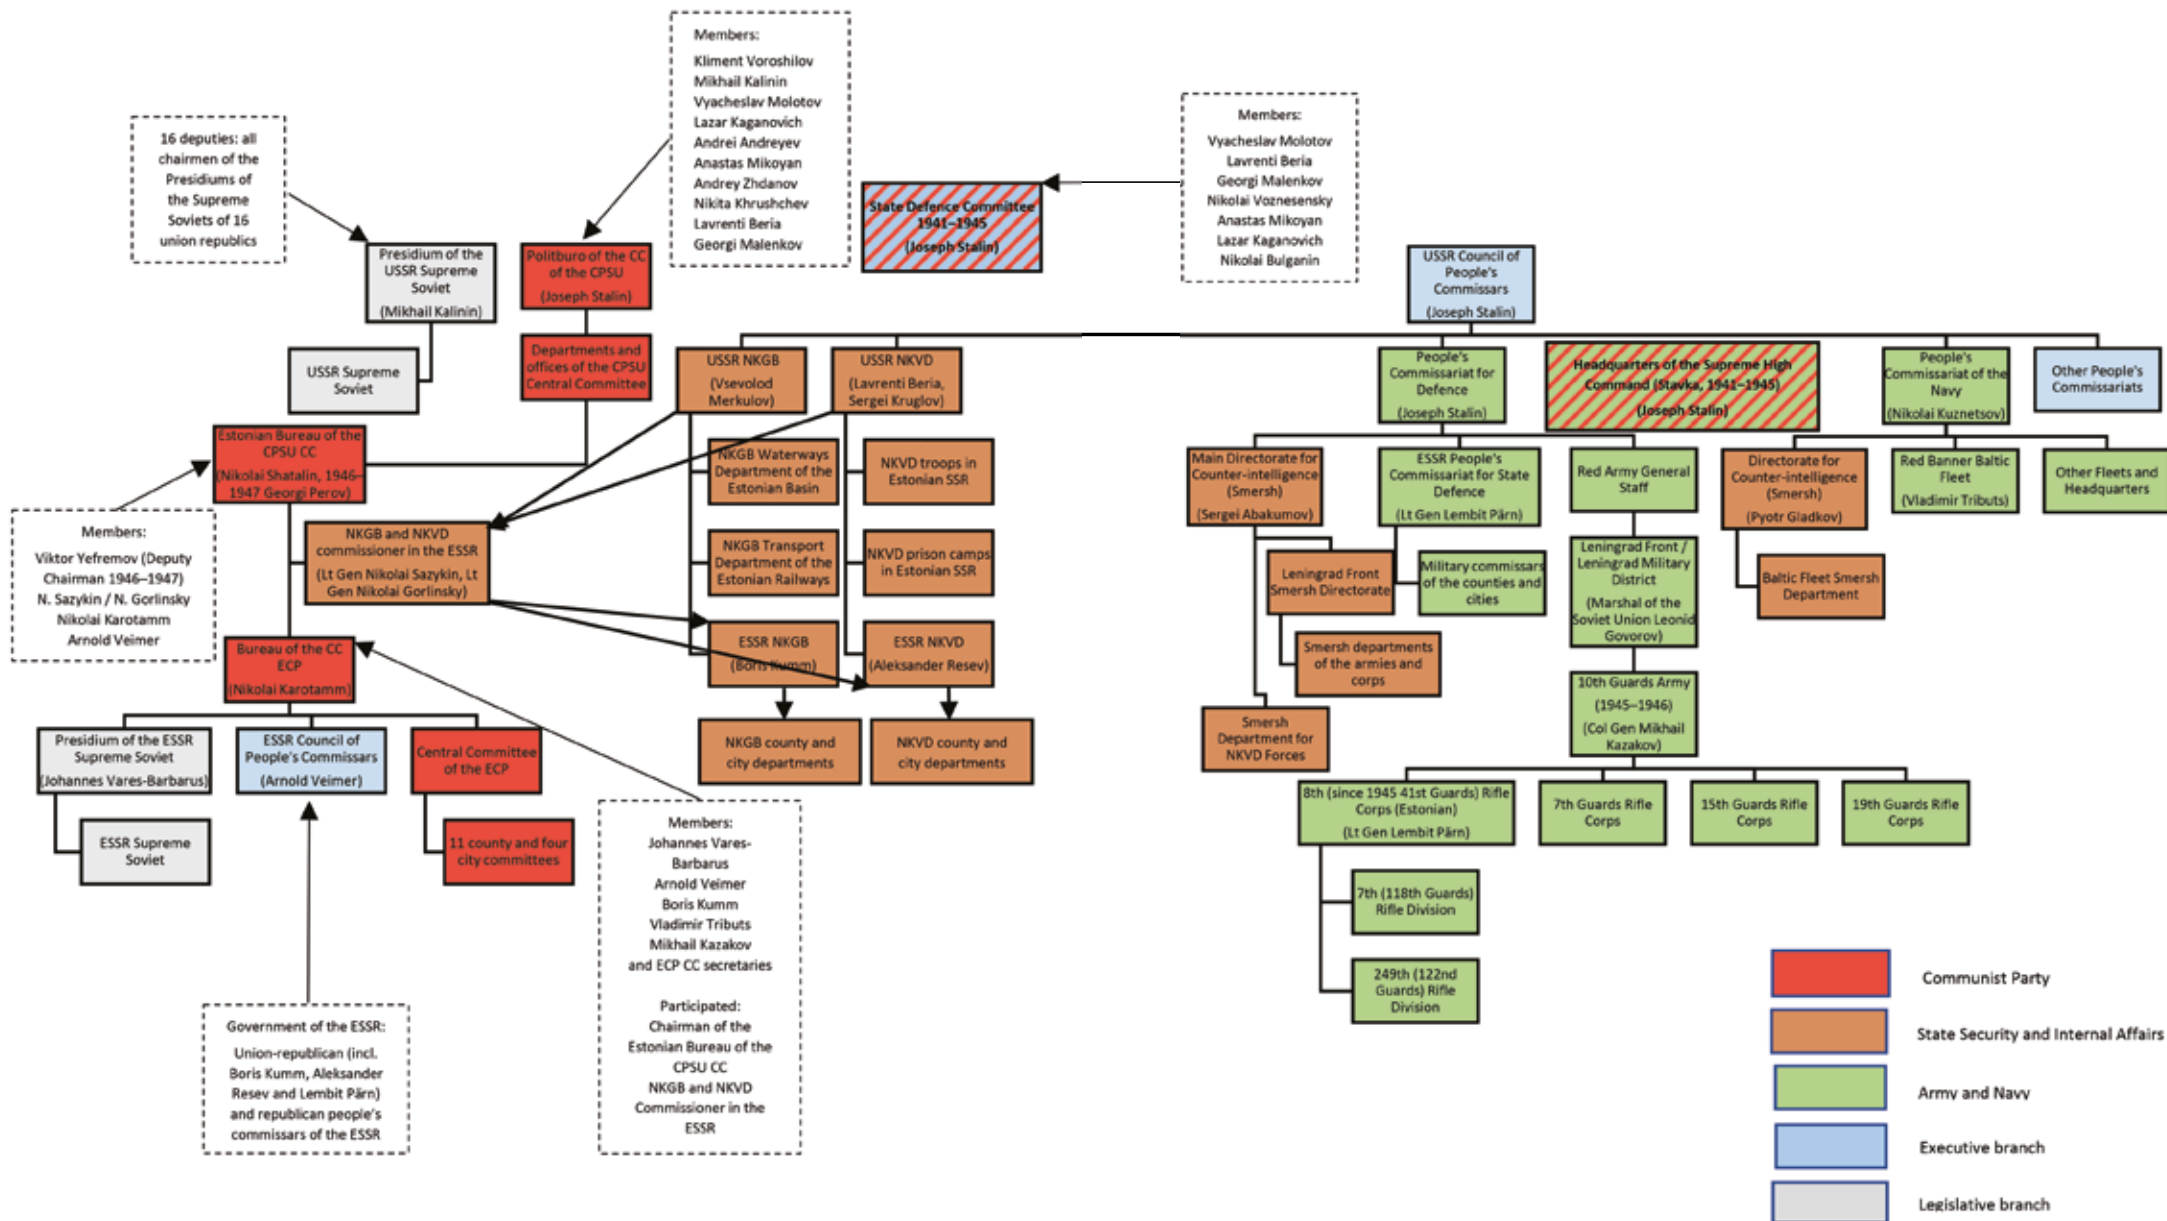 Members:
Kliment Voroshilov
Mikhail Kalinin
Vyacheslav Molotov
Lazar Kaganovich
Andrei Andreyev
Anastas Mikoyan
Andrey Zhdanov
Nikita Khrushchev
Lavrenti Beria
Georgi Malenkov
Members:
Vyacheslav Molotov
Lavrenti Beria
Georgi Malenkov
Nikolai Voznesensky
Anastas Mikoyan
Lazar Kaganovich
Nikolai Bulganin
16 deputies: all
chairmen of the
Presidiums of
the Supreme
Soviets of 16
union republics
State Defence Committee
1941–1945
(Joseph Stalin)
Presidium of the
USSR Supreme
Soviet
(Mikhail Kalinin)
Politburo of the CC
of the CPSU
(Joseph Stalin)
USSR Council of
People's
Commissars
(Joseph Stalin)
USSR Supreme
Soviet
Departments and
offices of the CPSU
Central Committee
USSR NKGB
(Vsevolod
Merkulov)
USSR NKVD
(Lavrenti Beria,
Sergei Kruglov)
People's
Commissariat for
Defence
(Joseph Stalin)
Headquarters of the Supreme High
Command (Stavka, 1941–1945)
(Joseph Stalin)
People's
Commissariat of the
Navy
(Nikolai Kuznetsov)
Other People's
Commissariats
Estonian Bureau of the
CPSU CC
(Nikolai Shatalin, 1946–
1947 Georgi Perov)
NKGB Waterways
Department of the
Estonian Basin
NKVD troops in
Estonian SSR
Main Directorate for
Counter-intelligence
(Smersh)
(Sergei Abakumov)
ESSR People's
Commissariat for State
Defence
(Lt Gen Lembit Pärn)
Red Army General
Staff
Directorate for
Counter-intelligence
(Smersh)
(Pyotr Gladkov)
Red Banner Baltic
Fleet
(Vladimir Tributs)
Other Fleets and
Headquarters
Members:
Viktor Yefremov (Deputy
Chairman 1946–1947)
N. Sazykin / N. Gorlinsky
Nikolai Karotamm
Arnold Veimer
NKGB and NKVD
commissioner in the ESSR
(Lt Gen Nikolai Sazykin, Lt
Gen Nikolai Gorlinsky)
NKGB Transport
Department of the
Estonian Railways
NKVD prison camps
in Estonian SSR
Leningrad Front
Smersh Directorate
Military commissars
of the counties and
cities
Leningrad Front /
Leningrad Military
District
(Marshal of the
Soviet Union Leonid
Govorov)
Baltic Fleet Smersh
Department
Bureau of the CC
ECP
(Nikolai Karotamm)
ESSR NKGB
(Boris Kumm)
ESSR NKVD
(Aleksander Resev)
Smersh departments
of the armies and
corps
10th Guards Army
(1945–1946)
(Col Gen Mikhail
Kazakov)
Presidium of the ESSR
Supreme Soviet
(Johannes Vares-Barbarus)
ESSR Council of
People's Commissars
(Arnold Veimer)
Central Committee
of the ECP
NKGB county and
city departments
NKVD county and
city departments
Smersh
Department for
NKVD Forces
ESSR Supreme
Soviet
11 county and four
city committees
8th (since 1945 41st Guards) Rifle
Corps (Estonian)
(Lt Gen Lembit Pärn)
7th Guards Rifle
Corps
15th Guards Rifle
Corps
19th Guards Rifle
Corps
Members:
Johannes Vares-
Barbarus
Arnold Veimer
Boris Kumm
Vladimir Tributs
Mikhail Kazakov
and ECP CC secretaries
Participated:
Chairman of the
Estonian Bureau of the
CPSU CC
NKGB and NKVD
Commissioner in the
ESSR
7th (118th Guards)
Rifle Division
249th (122nd
Guards) Rifle
Division
Government of the ESSR:
Union-republican (incl.
Boris Kumm, Aleksander
Resev and Lembit Pärn)
and republican people's
commissars of the ESSR
Communist Party
State Security and Internal Affairs
Army and Navy
Executive branch
Legislative branch